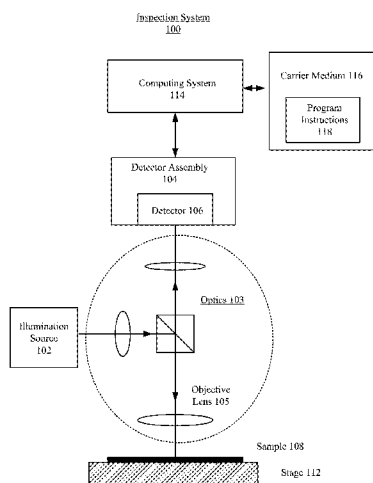 Inspection System
100
Computing System
114
Carrier Medium 116
Program
Instructions
118
Detector Assembly
104
Detector 106
Optics 103
Illumination
Source
102
Objective
Lens 105
Sample 108
Stage 112